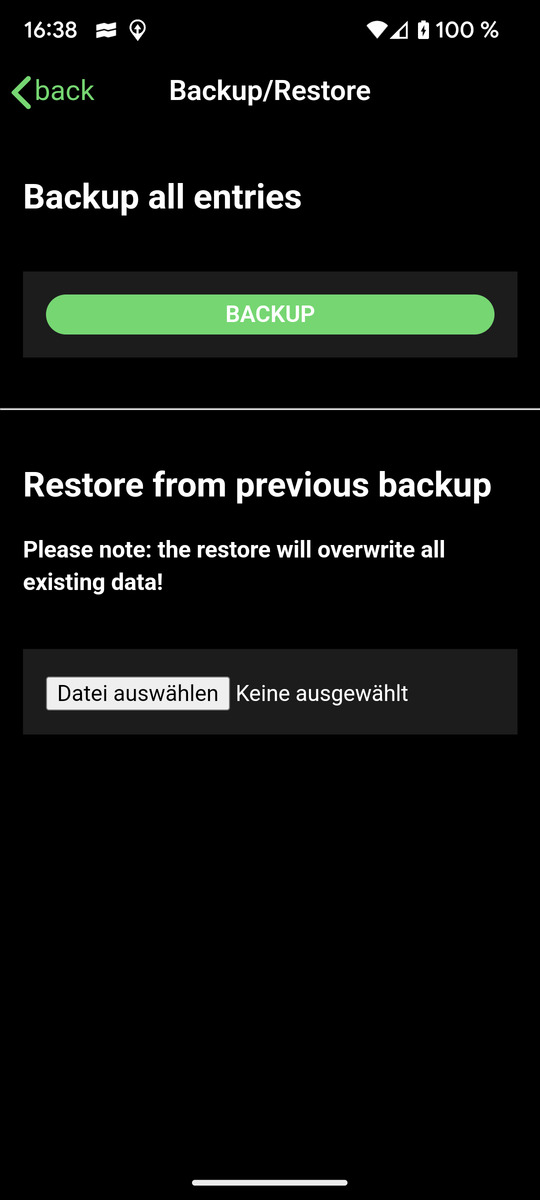 16:38 100 %
back Backup/Restore
Backup all entries
BACKUP
Restore from previous backup
Please note: the restore will overwrite all
existing data!
Datei auswählen Keine ausgewählt